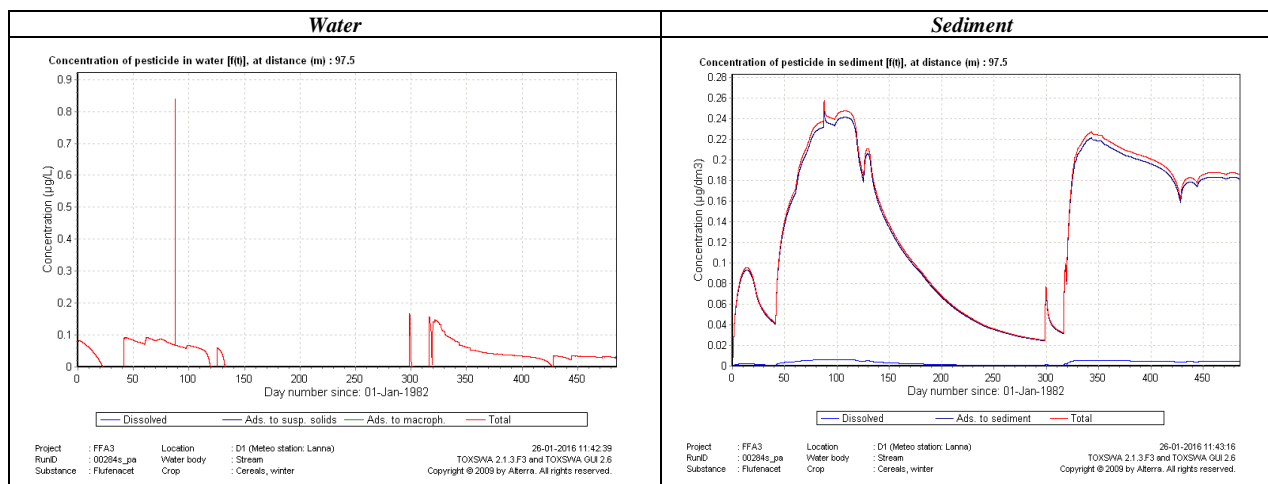 Water
Sediment
Concentration of pesticide in water [f(t)], at distance (m) : 97.5
0.9
0.8
0.7
0.6
0.5
0.4
0.3
0.2
0.1
0
Concentration (µg/L)
0 50 100 150 200 250 300 350 400 450
Day number since: 01-Jan-1982
Dissolved Ads. to susp. solids Ads. to macroph. Total
Project : FFA3 Location : D1 (Meteo station: Lanna) 26-01-2016 11:42:39
RunID : 00284s_pa Water body : Stream TOXSWA 2.1.3.F3 and TOXSWA GUI 2.6
Substance : Flufenacet Crop : Cereals, winter Copyright © 2009 by Alterra. All rights reserved.
Concentration of pesticide in sediment [f(t)], at distance (m) : 97.5
0.28
0.26
0.24
0.22
0.2
0.18
0.16
0.14
0.12
0.1
0.08
0.06
0.04
0.02
0
Concentration (µg/dm3)
0 50 100 150 200 250 300 350 400 450
Day number since: 01-Jan-1982
Dissolved Ads. to sediment Total
Project : FFA3 Location : D1 (Meteo station: Lanna) 26-01-2016 11:43:16
RunID : 00284s_pa Water body : Stream TOXSWA 2.1.3.F3 and TOXSWA GUI 2.6
Substance : Flufenacet Crop : Cereals, winter Copyright © 2009 by Alterra. All rights reserved.